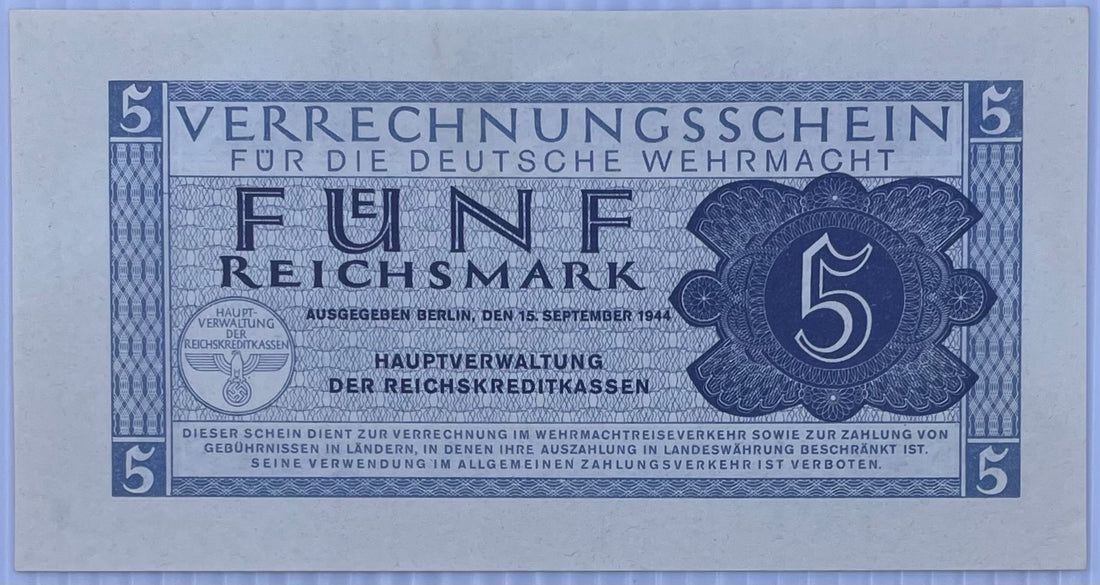 5 5
VERRECHNUNGSSCHEIN
FÜR DIE DEUTSCHE WEHRMACHT
FUENF
REICHSMARK
5
AUSGEGEBEN BERLIN, DEN 15. SEPTEMBER 1944
HAUPT-
VERWALTUNG
DER
REICHSKREDITKASSEN
HAUPTVERWALTUNG
DER REICHSKREDITKASSEN
DIESER SCHEIN DIENT ZUR VERRECHNUNG IM WEHRMACHTREISEVERKEHR SOWIE ZUR ZAHLUNG VON
GEBÜHRNISSEN IN LÄNDERN, IN DENEN IHRE AUSZAHLUNG IN LANDESWÄHRUNG BESCHRÄNKT IST.
SEINE VERWENDUNG IM ALLGEMEINEN ZAHLUNGSVERKEHR IST VERBOTEN.
5 5